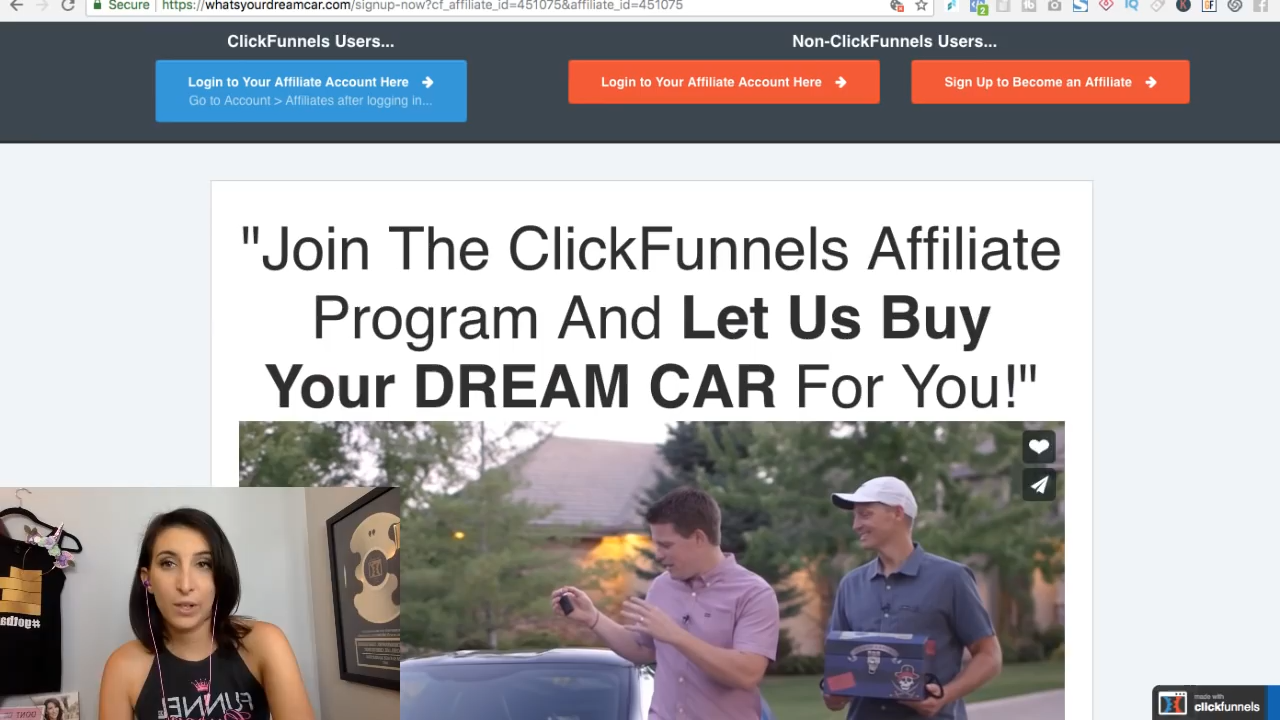 Secure
https://whatsyourdreamcar.com/signup-now?cf_affiliate_id=451075&affiliate_id=451075
ClickFunnels Users...
Non-ClickFunnels Users...
Login to Your Affiliate Account Here
Go to Account > Affiliates after logging in...
Login to Your Affiliate Account Here
Sign Up to Become an Affiliate
"Join The ClickFunnels Affiliate
Program And Let Us Buy
Your DREAM CAR For You!"
FUNNEL
made with
clickfunnels